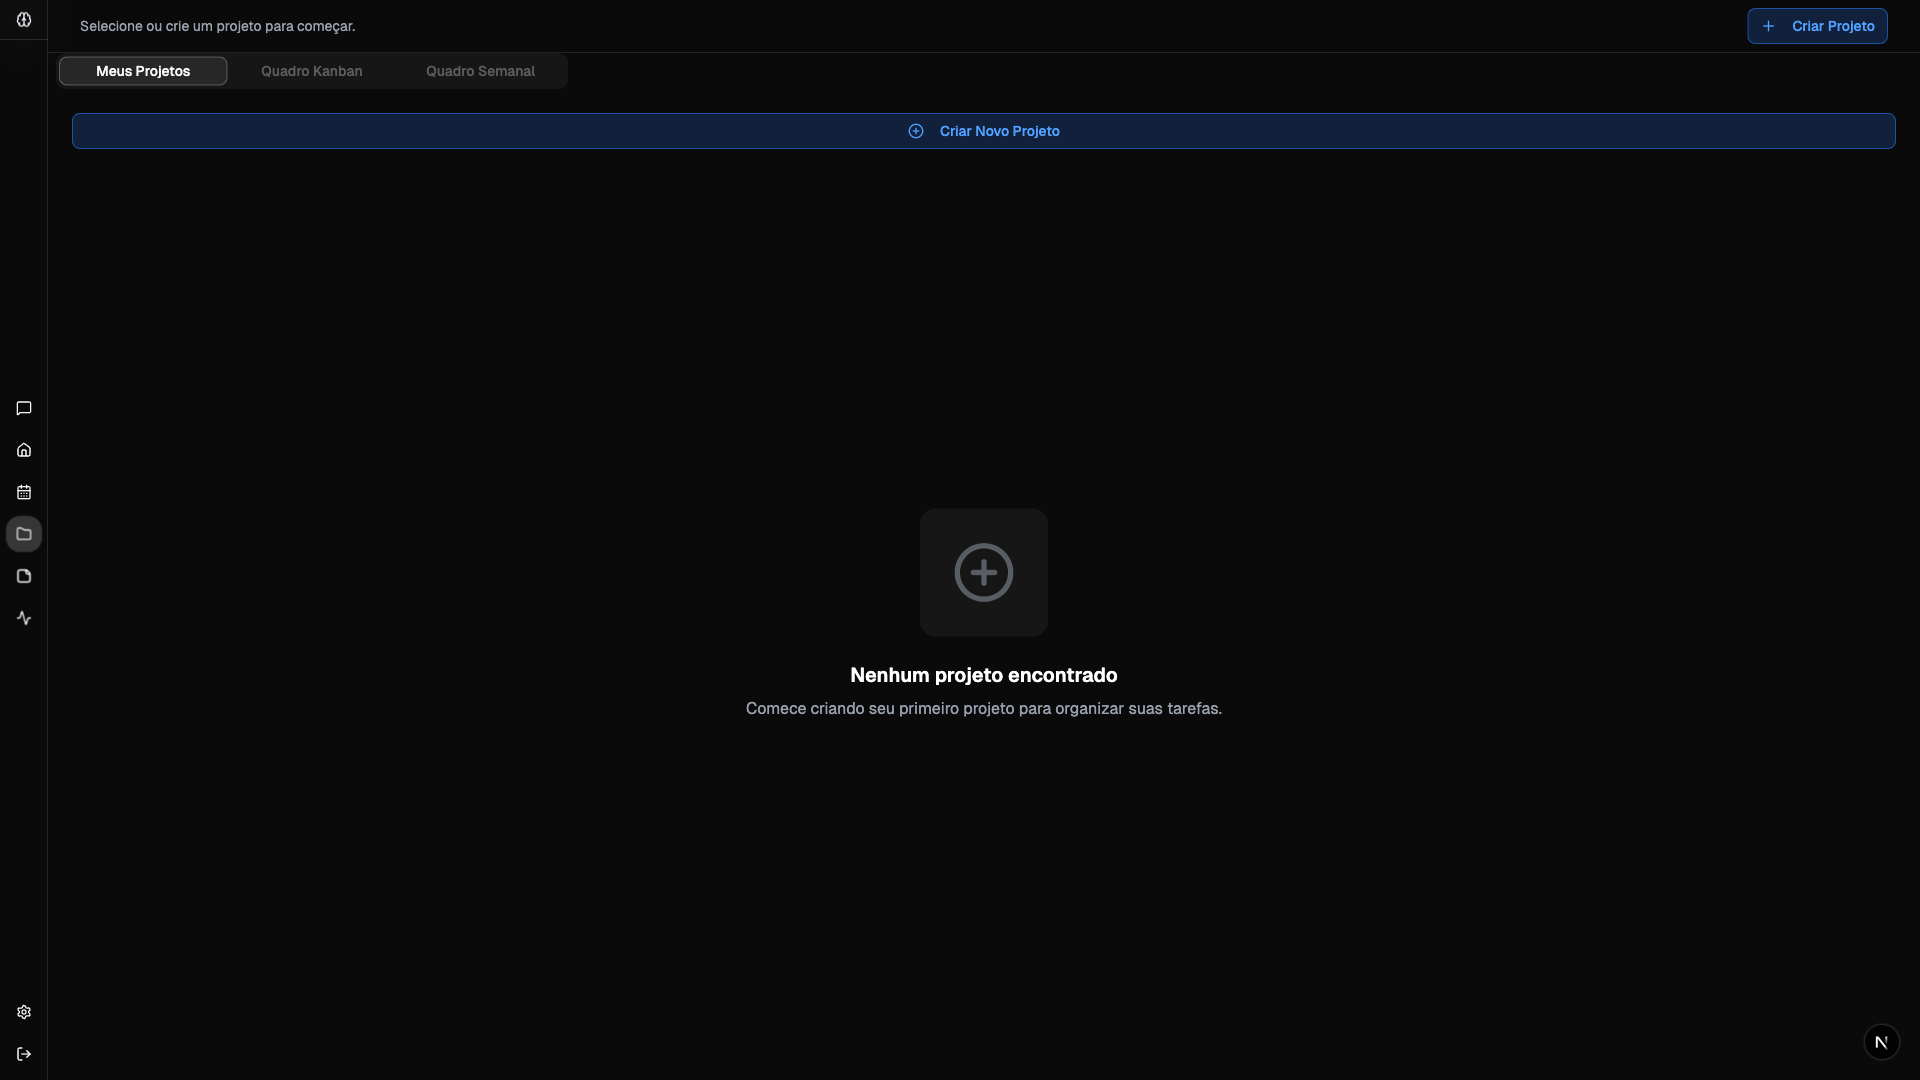 Selecione ou crie um projeto para começar.
Criar Projeto
Meus Projetos
Quadro Kanban
Quadro Semanal
Criar Novo Projeto
Nenhum projeto encontrado
Comece criando seu primeiro projeto para organizar suas tarefas.
N